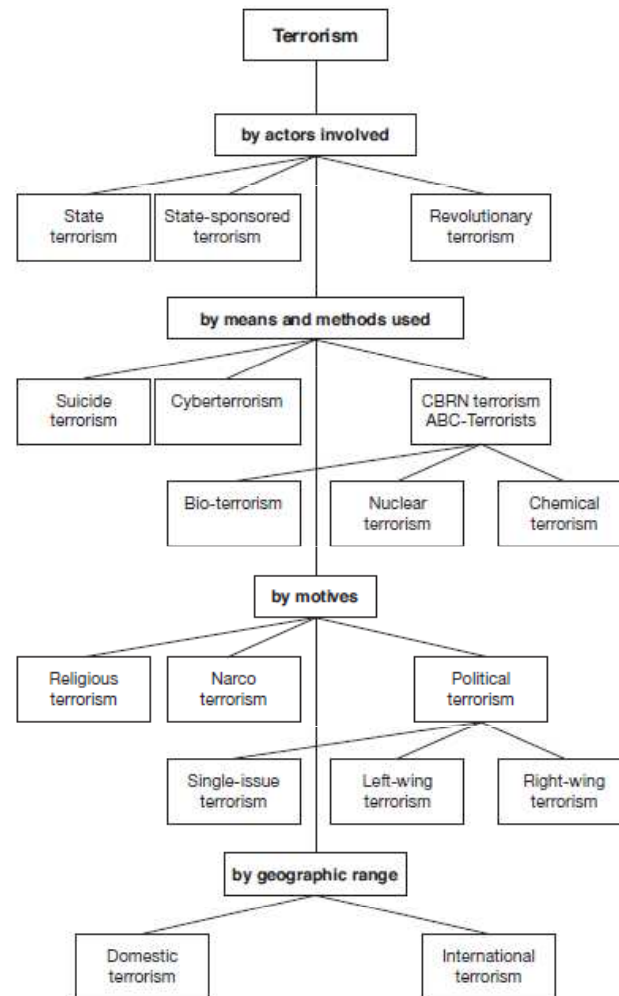 Terrorism
by actors involved
State
terrorism
State-sponsored
terrorism
Revolutionary
terrorism
by means and methods used
Suicide
terrorism
Cyberterrorism
CBRN terrorism
ABC-Terrorists
Bio-terrorism
Nuclear
terrorism
Chemical
terrorism
by motives
Religious
terrorism
Narco
terrorism
Political
terrorism
Single-issue
terrorism
Left-wing
terrorism
Right-wing
terrorism
by geographic range
Domestic
terrorism
International
terrorism